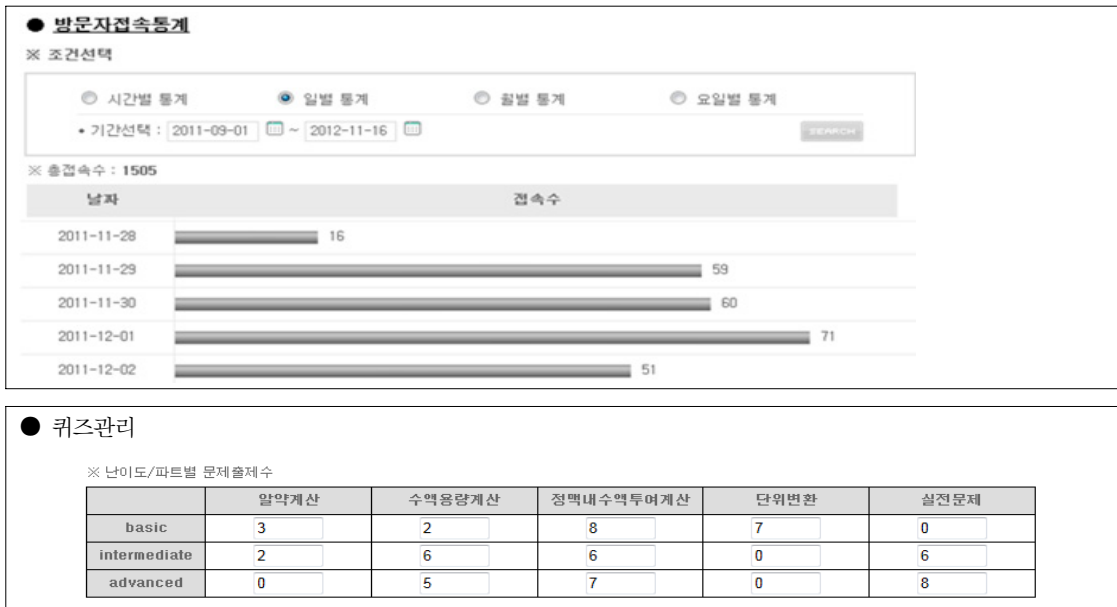 ● 방문자접속통계
※ 조건선택
시간별 통계 일별 통계 월별 통계 요일별 통계
• 기간선택 : 2011-09-01 ~ 2012-11-16 SEARCH
※ 총접속수 : 1505
날짜 접속수
2011-11-28 16
2011-11-29 59
2011-11-30 60
2011-12-01 71
2011-12-02 51
● 퀴즈관리
※ 난이도/파트별 문제출제수
알약계산 수액용량계산 정맥내수액투여계산 단위변환 실전문제
basic 3 2 8 7 0
intermediate 2 6 6 0 6
advanced 0 5 7 0 8